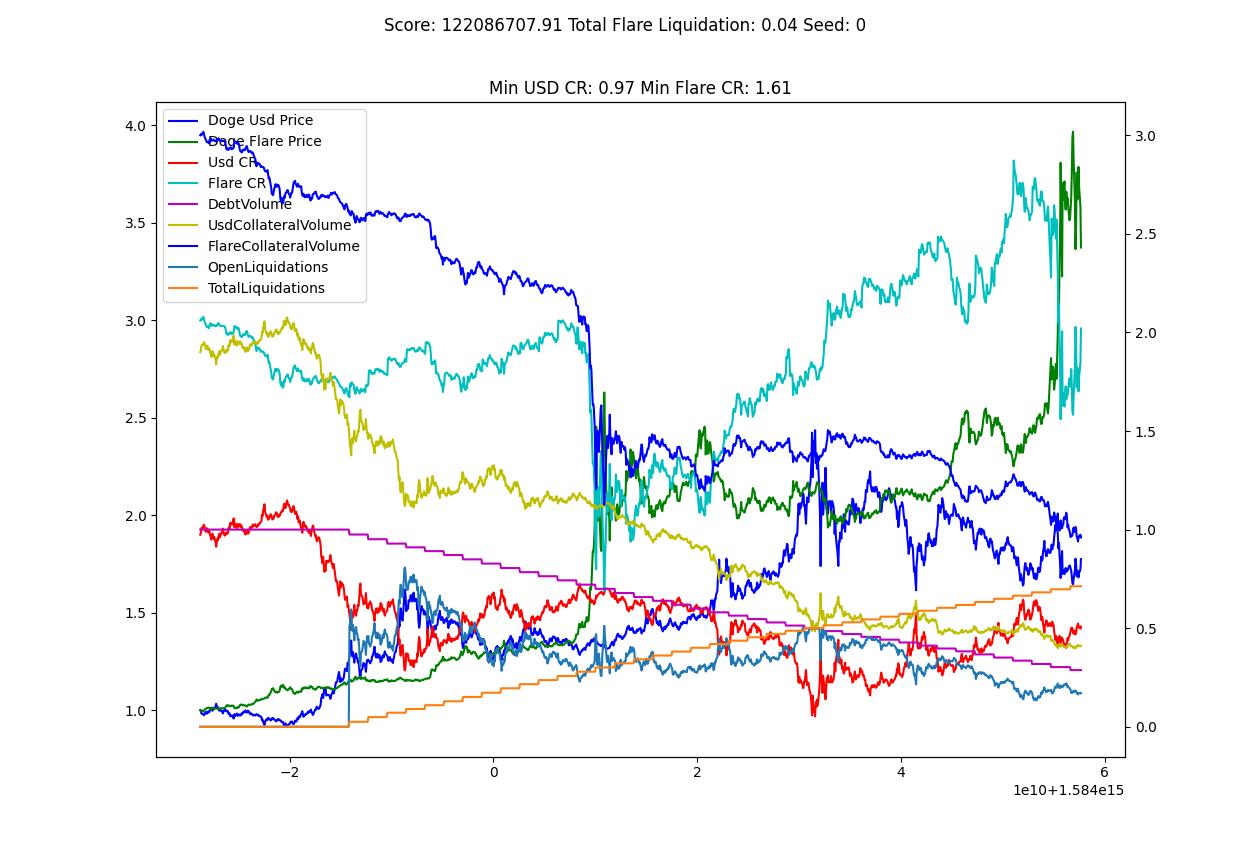 Score: 122086707.91 Total Flare Liquidation: 0.04 Seed: 0
Min USD CR: 0.97 Min Flare CR: 1.61
Doge Usd Price
Doge Flare Price
Usd CR
Flare CR
DebtVolume
UsdCollateralVolume
FlareCollateralVolume
OpenLiquidations
TotalLiquidations
4.0
3.5
3.0
2.5
2.0
1.5
1.0
3.0
2.5
2.0
1.5
1.0
0.5
0.0
−2 0 2 4 6
1e10+1.584e15